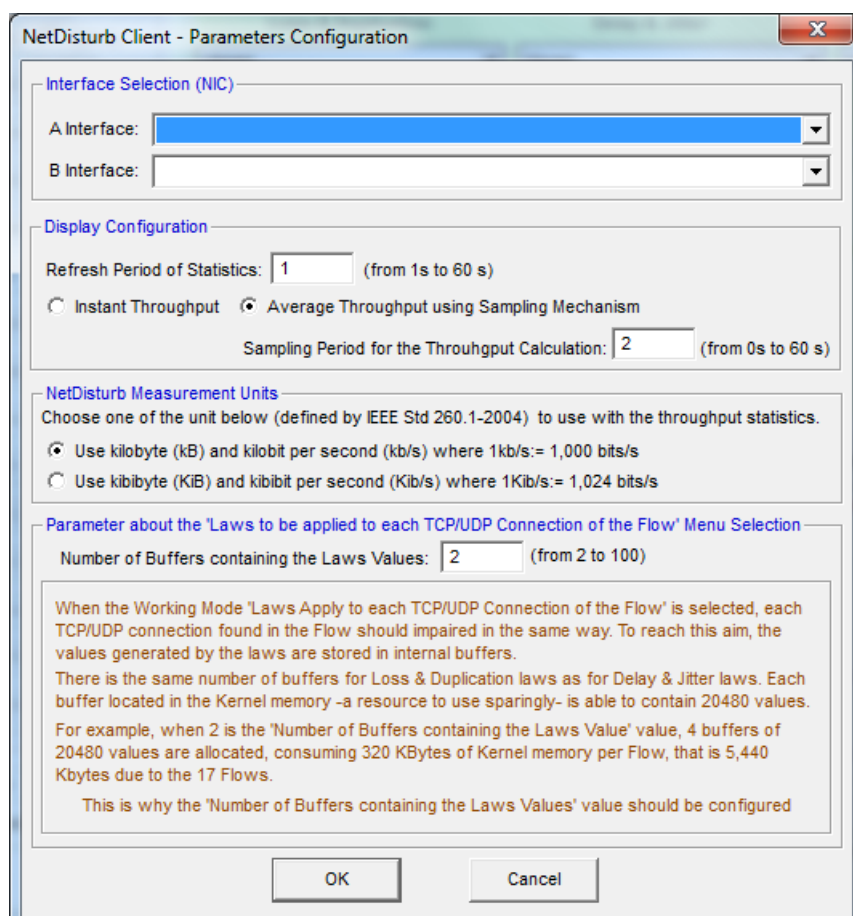 NetDisturb Client - Parameters Configuration
Interface Selection (NIC)
A Interface:
B Interface:
Display Configuration
Refresh Period of Statistics: 1 (from 1s to 60 s)
Instant Throughput Average Throughput using Sampling Mechanism
Sampling Period for the Throuhgput Calculation: 2 (from 0s to 60 s)
NetDisturb Measurement Units
Choose one of the unit below (defined by IEEE Std 260.1-2004) to use with the throughput statistics.
Use kilobyte (kB) and kilobit per second (kb/s) where 1kb/s:= 1,000 bits/s
Use kibibyte (KiB) and kibibit per second (Kib/s) where 1Kib/s:= 1,024 bits/s
Parameter about the 'Laws to be applied to each TCP/UDP Connection of the Flow' Menu Selection
Number of Buffers containing the Laws Values: 2 (from 2 to 100)
When the Working Mode 'Laws Apply to each TCP/UDP Connection of the Flow' is selected, each
TCP/UDP connection found in the Flow should impaired in the same way. To reach this aim, the
values generated by the laws are stored in internal buffers.
There is the same number of buffers for Loss & Duplication laws as for Delay & Jitter laws. Each
buffer located in the Kernel memory -a resource to use sparingly- is able to contain 20480 values.
For example, when 2 is the 'Number of Buffers containing the Laws Value' value, 4 buffers of
20480 values are allocated, consuming 320 KBytes of Kernel memory per Flow, that is 5,440
Kbytes due to the 17 Flows.
This is why the 'Number of Buffers containing the Laws Values' value should be configured
OK
Cancel